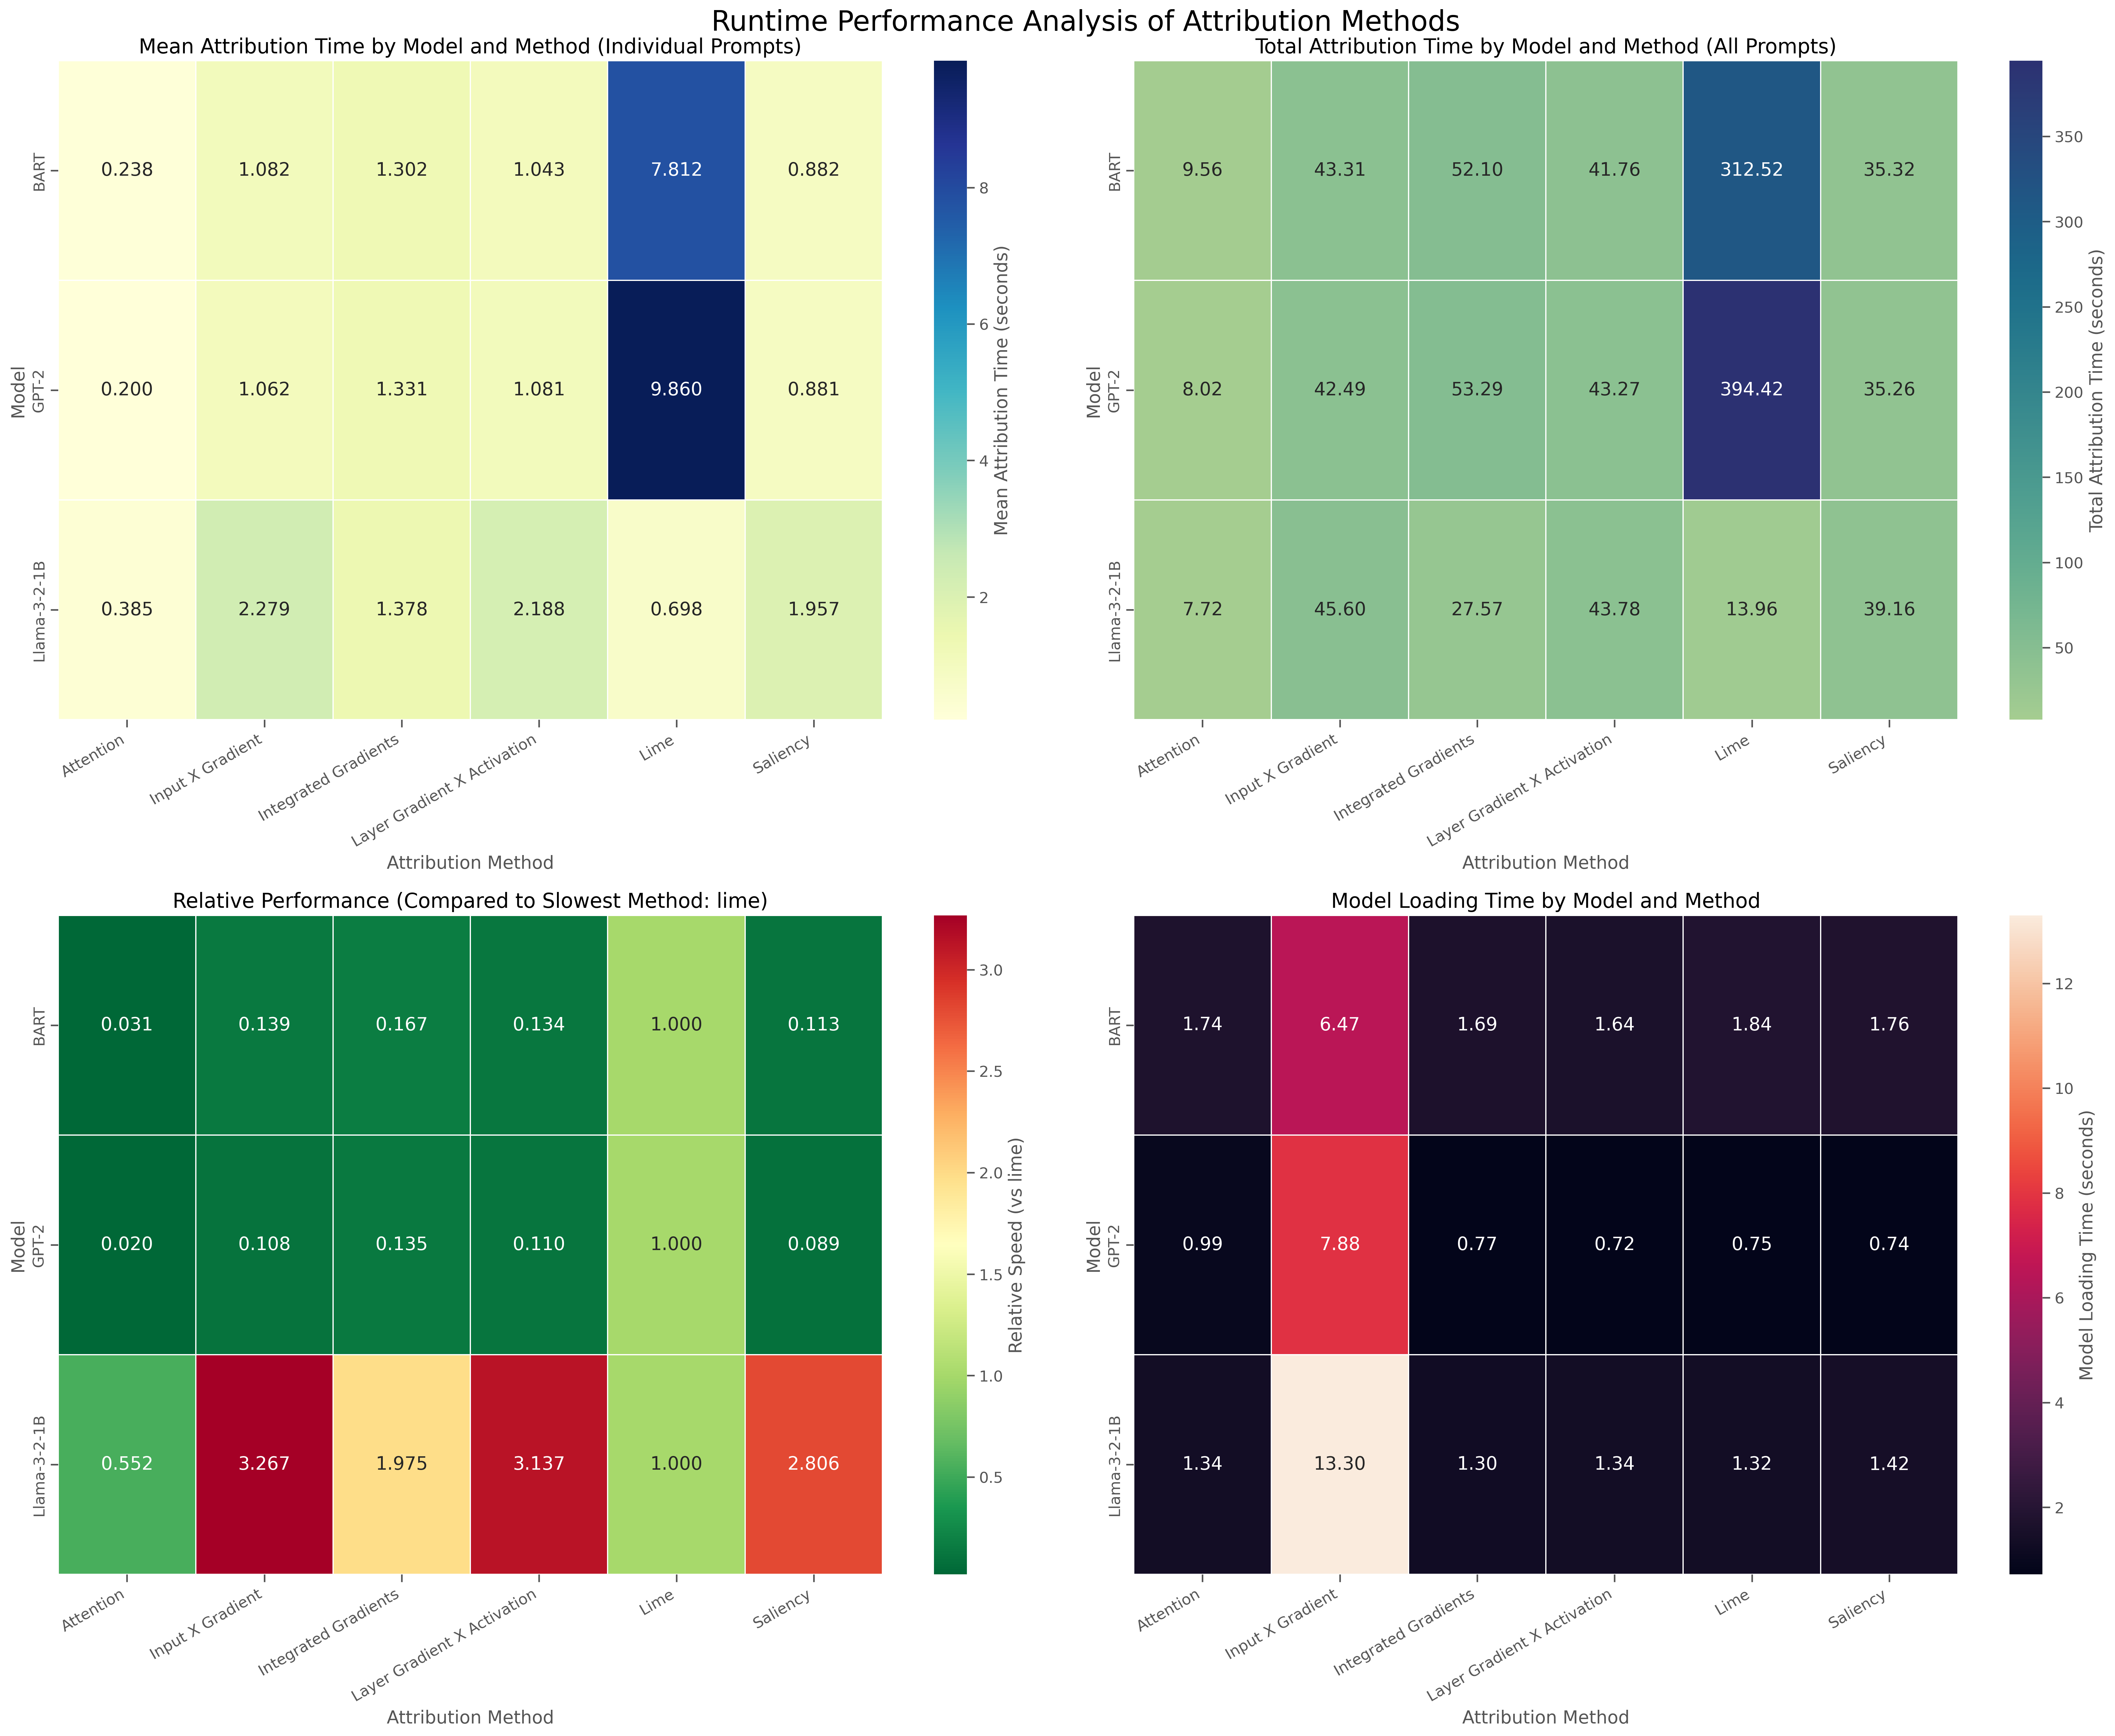 Runtime Performance Analysis of Attribution Methods
Mean Attribution Time by Model and Method (Individual Prompts)
Model
BART
GPT-2
Llama-3-2-1B
0.238 1.082 1.302 1.043 7.812 0.882
0.200 1.062 1.331 1.081 9.860 0.881
0.385 2.279 1.378 2.188 0.698 1.957
Attention
Input X Gradient
Integrated Gradients
Layer Gradient X Activation
Lime
Saliency
Attribution Method
8
6
4
2
Mean Attribution Time (seconds)
Total Attribution Time by Model and Method (All Prompts)
Model
BART
GPT-2
Llama-3-2-1B
9.56 43.31 52.10 41.76 312.52 35.32
8.02 42.49 53.29 43.27 394.42 35.26
7.72 45.60 27.57 43.78 13.96 39.16
Attention
Input X Gradient
Integrated Gradients
Layer Gradient X Activation
Lime
Saliency
Attribution Method
350
300
250
200
150
100
50
Total Attribution Time (seconds)
Relative Performance (Compared to Slowest Method: lime)
Model
BART
GPT-2
Llama-3-2-1B
0.031 0.139 0.167 0.134 1.000 0.113
0.020 0.108 0.135 0.110 1.000 0.089
0.552 3.267 1.975 3.137 1.000 2.806
Attention
Input X Gradient
Integrated Gradients
Layer Gradient X Activation
Lime
Saliency
Attribution Method
3.0
2.5
2.0
1.5
1.0
0.5
Relative Speed (vs lime)
Model Loading Time by Model and Method
Model
BART
GPT-2
Llama-3-2-1B
1.74 6.47 1.69 1.64 1.84 1.76
0.99 7.88 0.77 0.72 0.75 0.74
1.34 13.30 1.30 1.34 1.32 1.42
Attention
Input X Gradient
Integrated Gradients
Layer Gradient X Activation
Lime
Saliency
Attribution Method
12
10
8
6
4
2
Model Loading Time (seconds)